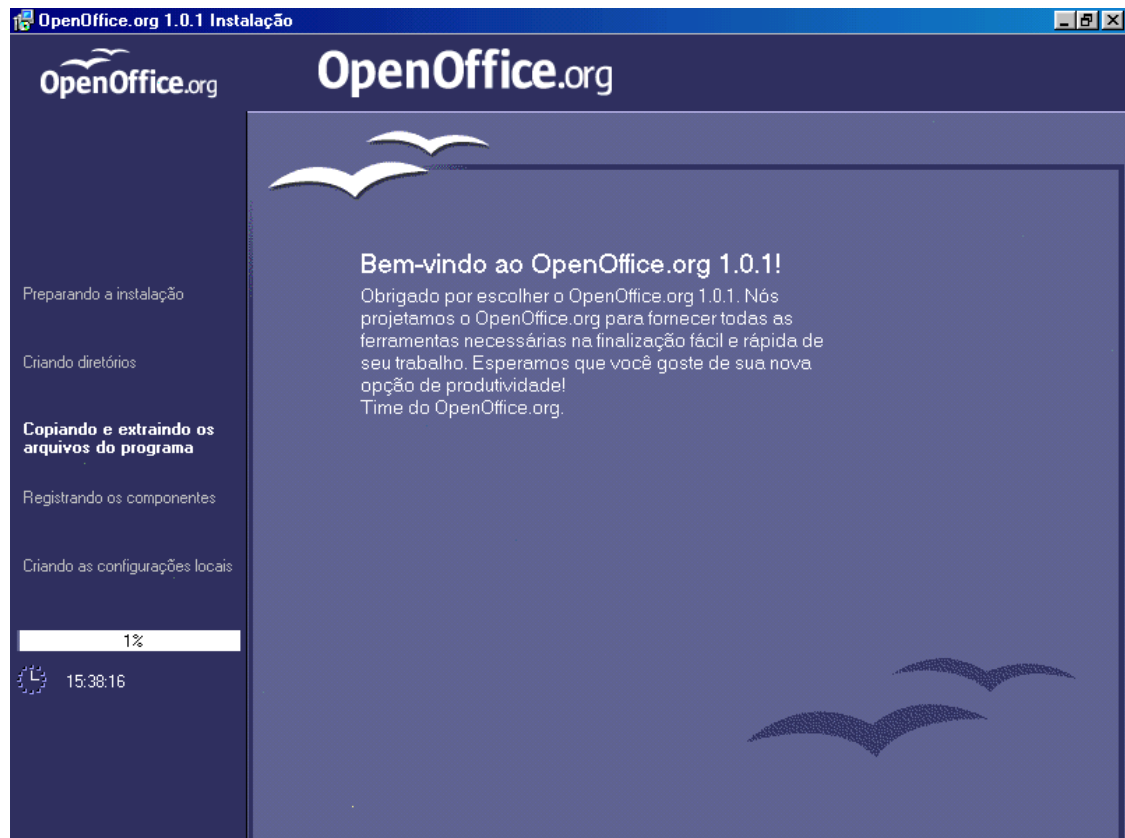 OpenOffice.org 1.0.1 Instalação
OpenOffice.org
OpenOffice.org
Preparando a instalação
Criando diretórios
Copiando e extraindo os
arquivos do programa
Registrando os componentes
Criando as configurações locais
1%
15:38:16
Bem-vindo ao OpenOffice.org 1.0.1!
Obrigado por escolher o OpenOffice.org 1.0.1. Nós
projetamos o OpenOffice.org para fornecer todas as
ferramentas necessárias na finalização fácil e rápida de
seu trabalho. Esperamos que você goste de sua nova
opção de produtividade!
Time do OpenOffice.org.